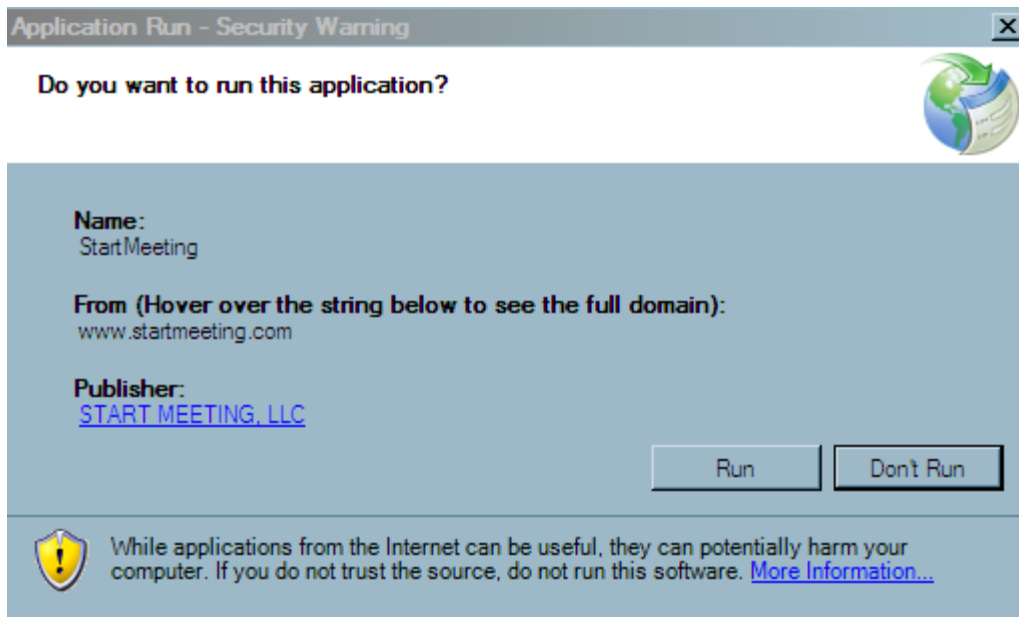 Application Run - Security Warning
Do you want to run this application?
Name:
StartMeeting
From (Hover over the string below to see the full domain):
www.startmeeting.com
Publisher:
START MEETING, LLC
Run
Don't Run
While applications from the Internet can be useful, they can potentially harm your
computer. If you do not trust the source, do not run this software. More Information...